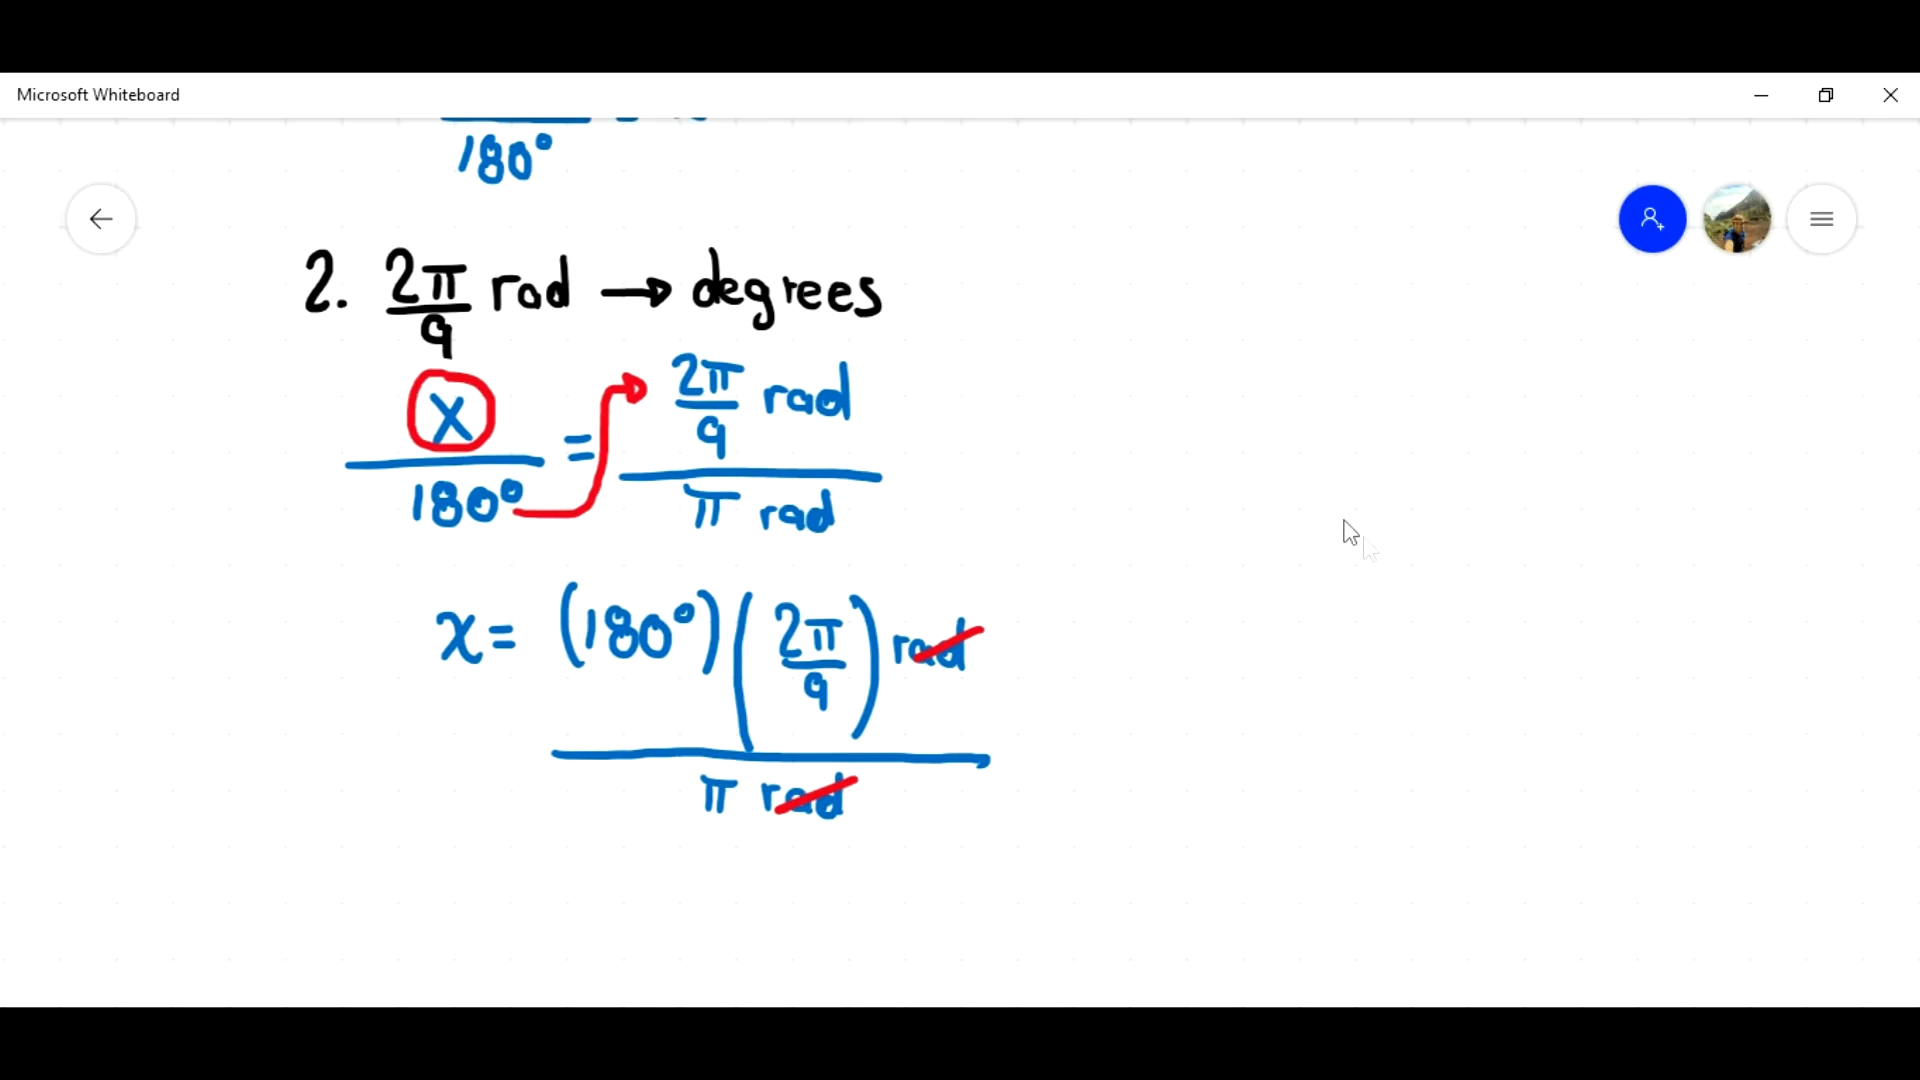 Microsoft Whiteboard
180°
2. 2π/9 rad → degrees
x/180° = (2π/9 rad)/(π rad)
x = (180°)(2π/9) rad
π rad